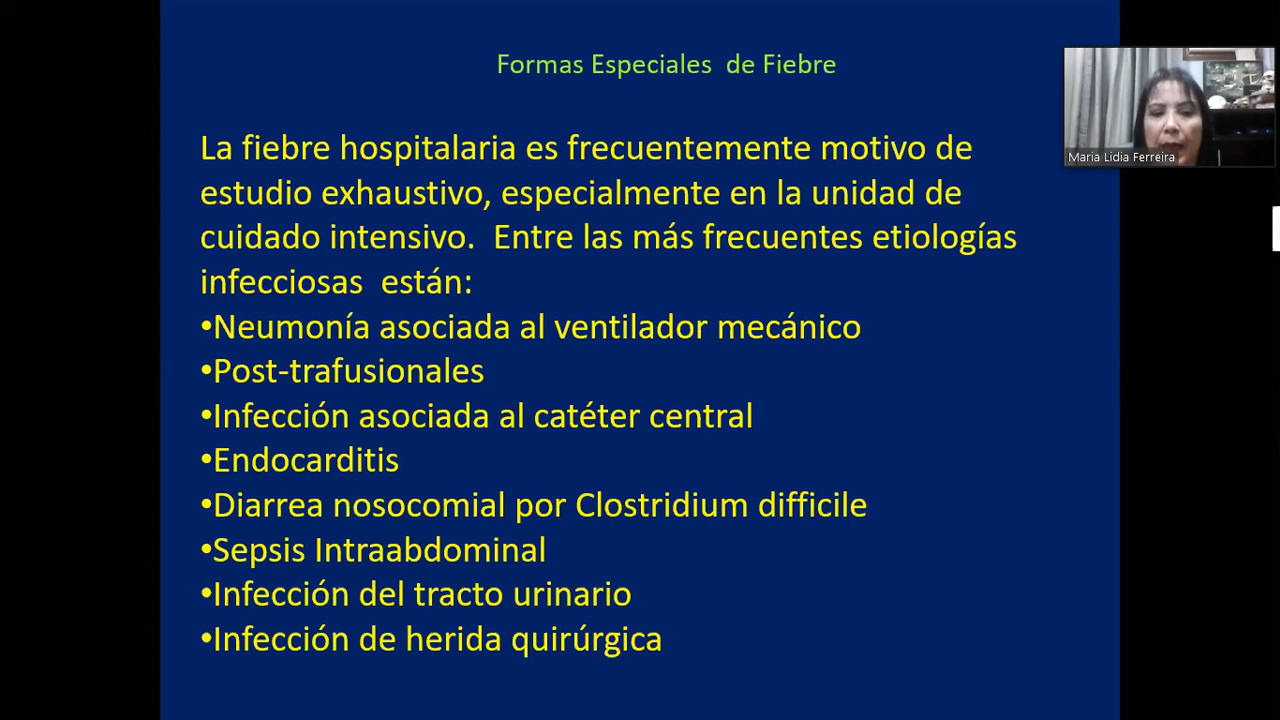 Formas Especiales de Fiebre
La fiebre hospitalaria es frecuentemente motivo de
estudio exhaustivo, especialmente en la unidad de
cuidado intensivo. Entre las más frecuentes etiologías
infecciosas están:
•Neumonía asociada al ventilador mecánico
•Post-trafusionales
•Infección asociada al catéter central
•Endocarditis
•Diarrea nosocomial por Clostridium difficile
•Sepsis Intraabdominal
•Infección del tracto urinario
•Infección de herida quirúrgica
Maria Lidia Ferreira